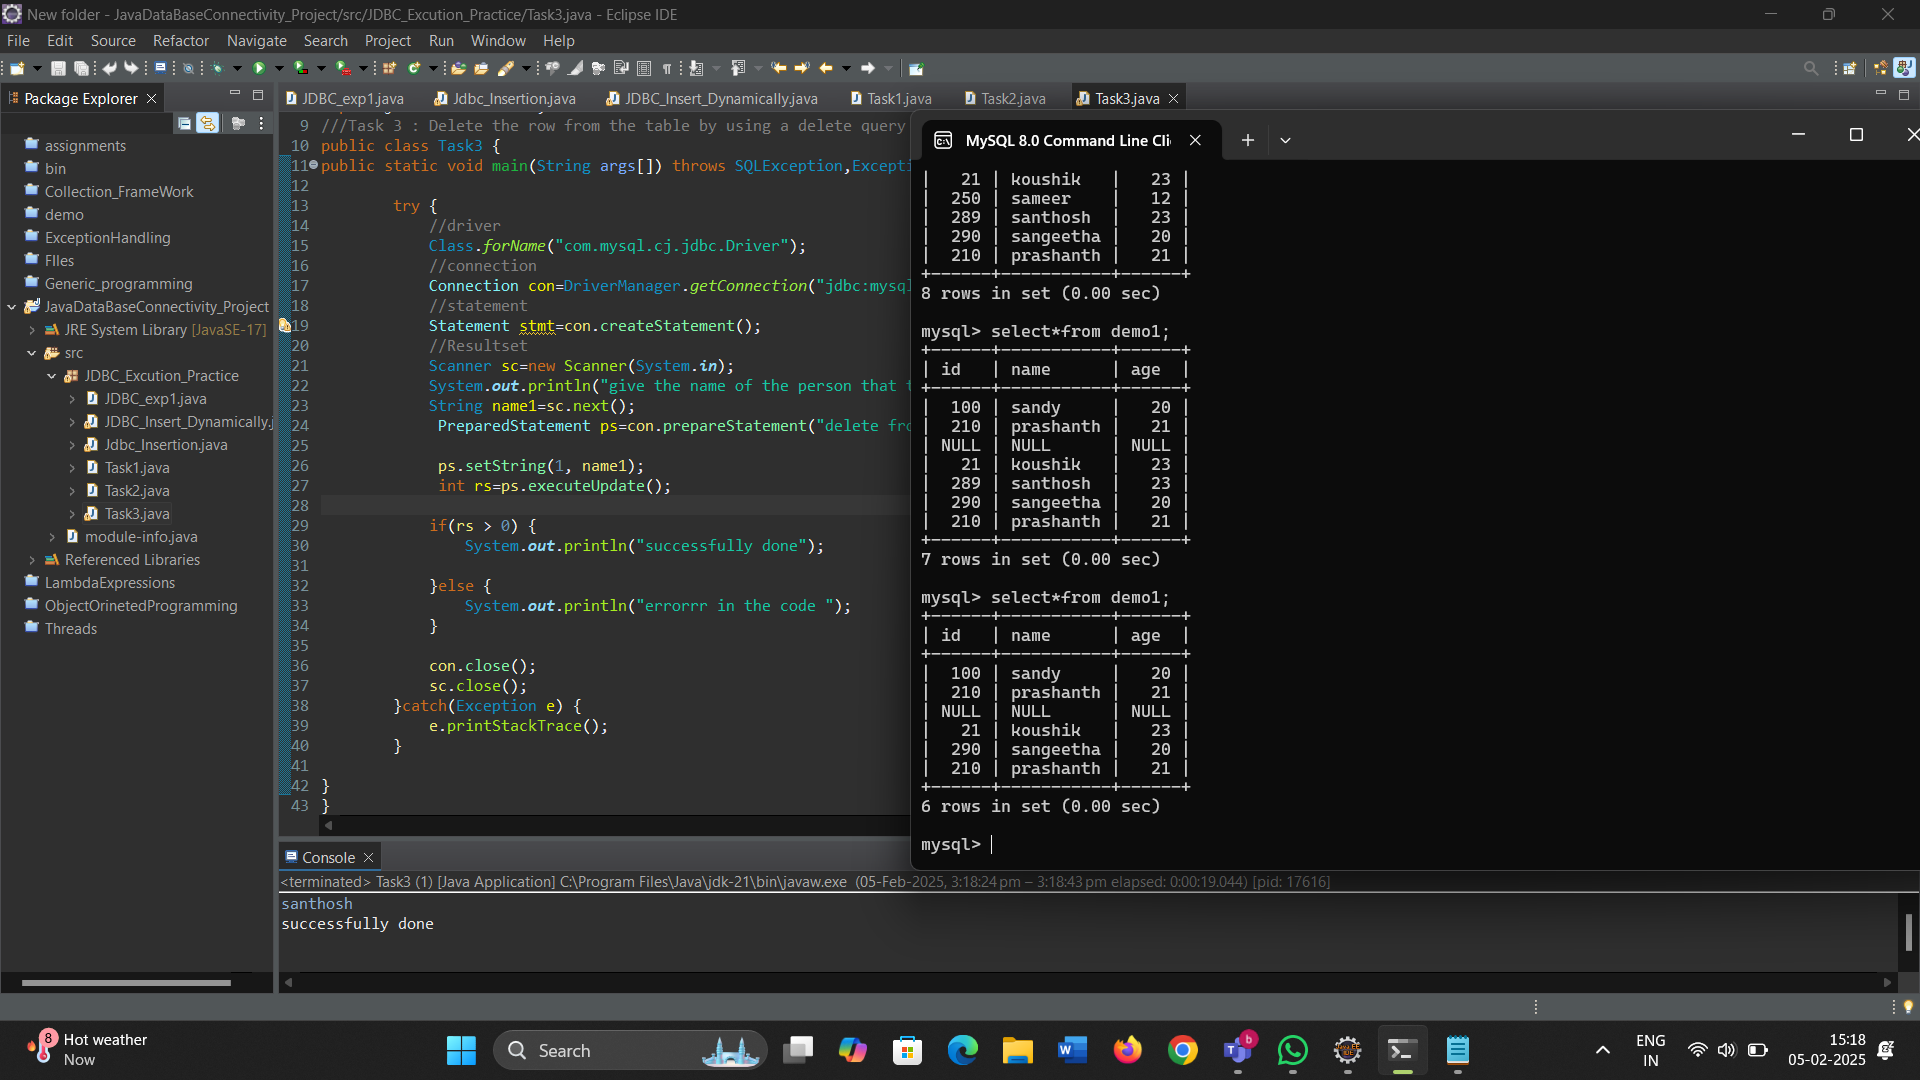 New folder - JavaDataBaseConnectivity_Project/src/JDBC_Excution_Practice/Task3.java - Eclipse IDE
File Edit Source Refactor Navigate Search Project Run Window Help
Package Explorer
assignments
bin
Collection_FrameWork
demo
ExceptionHandling
FIles
Generic_programming
JavaDataBaseConnectivity_Project
JRE System Library [JavaSE-17]
src
JDBC_Excution_Practice
JDBC_exp1.java
JDBC_Insert_Dynamically.j
Jdbc_Insertion.java
Task1.java
Task2.java
Task3.java
module-info.java
Referenced Libraries
LambdaExpressions
ObjectOrinetedProgramming
Threads
JDBC_exp1.java Jdbc_Insertion.java JDBC_Insert_Dynamically.java Task1.java Task2.java Task3.java
9 ///Task 3 : Delete the row from the table by using a delete query
10 public class Task3 {
11 public static void main(String args[]) throws SQLException,Excepti
12
13 try {
14 //driver
15 Class.forName("com.mysql.cj.jdbc.Driver");
16 //connection
17 Connection con=DriverManager.getConnection("jdbc:mysql
18 //statement
19 Statement stmt=con.createStatement();
20 //Resultset
21 Scanner sc=new Scanner(System.in);
22 System.out.println("give the name of the person that t
23 String name1=sc.next();
24 PreparedStatement ps=con.prepareStatement("delete fro
25
26 ps.setString(1, name1);
27 int rs=ps.executeUpdate();
28
29 if(rs > 0) {
30 System.out.println("successfully done");
31
32 }else {
33 System.out.println("errorrr in the code ");
34 }
35
36 con.close();
37 sc.close();
38 }catch(Exception e) {
39 e.printStackTrace();
40 }
41
42 }
43 }
MySQL 8.0 Command Line Cli
| 21 | koushik | 23 |
| 250 | sameer | 12 |
| 289 | santhosh | 23 |
| 290 | sangeetha | 20 |
| 210 | prashanth | 21 |
+------+-----------+------+
8 rows in set (0.00 sec)
mysql> select*from demo1;
+------+-----------+------+
| id | name | age |
+------+-----------+------+
| 100 | sandy | 20 |
| 210 | prashanth | 21 |
| NULL | NULL | NULL |
| 21 | koushik | 23 |
| 289 | santhosh | 23 |
| 290 | sangeetha | 20 |
| 210 | prashanth | 21 |
+------+-----------+------+
7 rows in set (0.00 sec)
mysql> select*from demo1;
+------+-----------+------+
| id | name | age |
+------+-----------+------+
| 100 | sandy | 20 |
| 210 | prashanth | 21 |
| NULL | NULL | NULL |
| 21 | koushik | 23 |
| 290 | sangeetha | 20 |
| 210 | prashanth | 21 |
+------+-----------+------+
6 rows in set (0.00 sec)
mysql>
Console
<terminated> Task3 (1) [Java Application] C:\Program Files\Java\jdk-21\bin\javaw.exe (05-Feb-2025, 3:18:24 pm – 3:18:43 pm elapsed: 0:00:19.044) [pid: 17616]
santhosh
successfully done
8
Hot weather
Now
Search
b
ENG
IN
15:18
05-02-2025